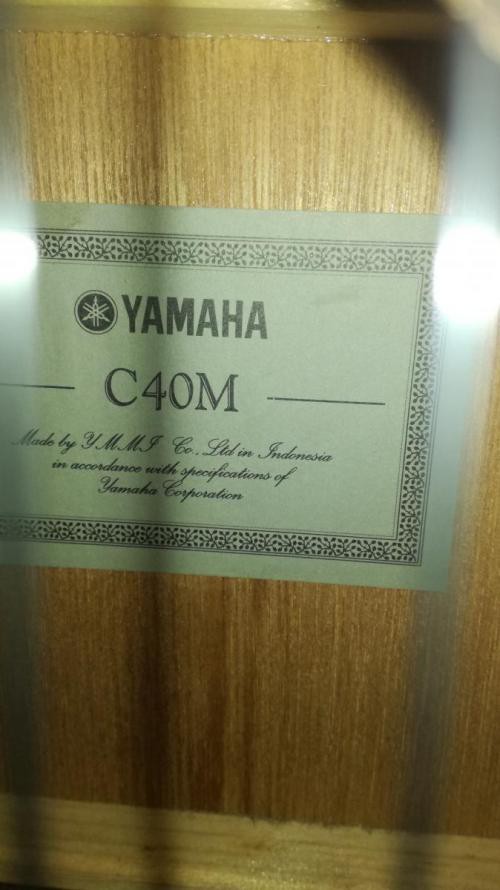 YAMAHA
C40M
Made by YMMI Co., Ltd in Indonesia
in accordance with specifications of
Yamaha Corporation